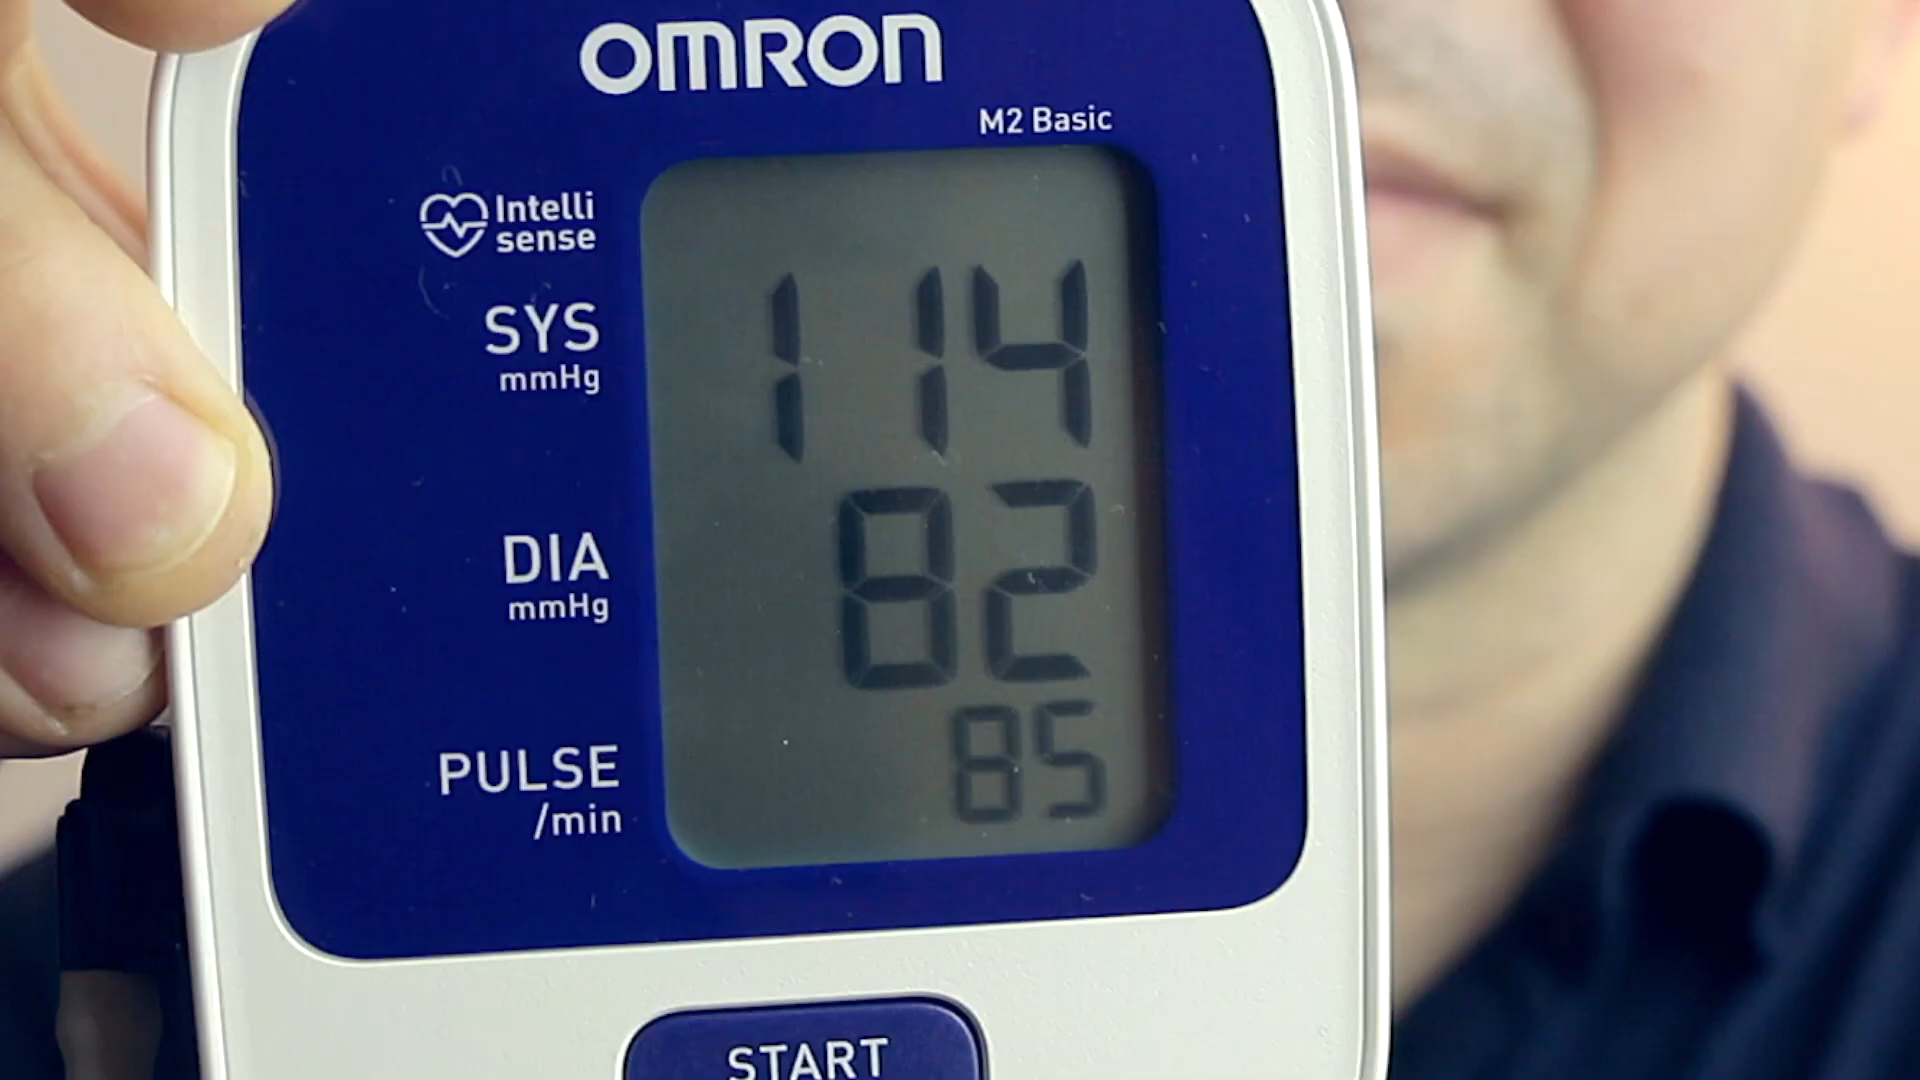 OMRON
M2 Basic
Intelli
sense
SYS
mmHg
114
DIA
mmHg
82
PULSE
/min
85
START